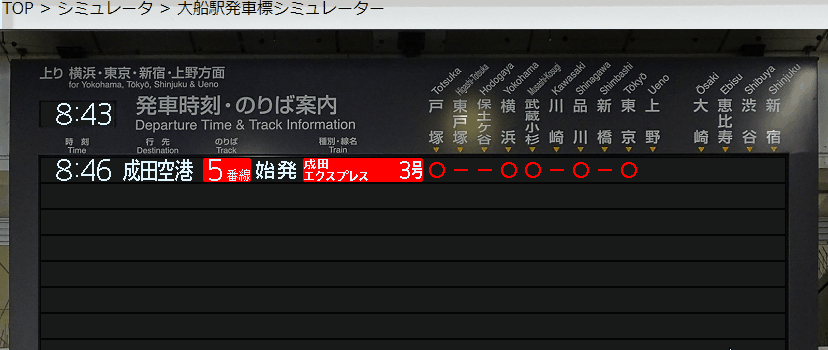 TOP > シミュレータ > 大船駅発車標シミュレーター
上り 横浜・東京・新宿・上野方面
for Yokohama, Tōkyō, Shinjuku & Ueno
8:43
発車時刻・のりば案内
Departure Time & Track Information
時刻 行先 のりば 種別・線名
Time Destination Track Train
Totsuka Higashi-Totsuka Hodogaya Yokohama Musashi-Kosugi Kawasaki Shinagawa Shimbashi Tōkyō Ueno Ōsaki Ebisu Shibuya Shinjuku
戸塚 東戸塚 保土ケ谷 横浜 武蔵小杉 川崎 品川 新橋 東京 上野 大崎 恵比寿 渋谷 新宿
8:46 成田空港 5番線 始発 成田エクスプレス 3号 ○ － － ○ ○ － ○ － ○